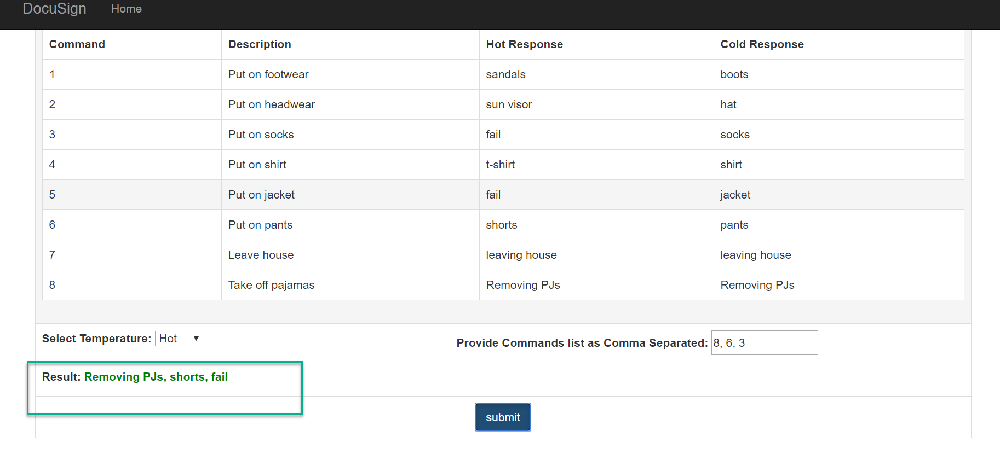 DocuSign Home
Command Description Hot Response Cold Response
1 Put on footwear sandals boots
2 Put on headwear sun visor hat
3 Put on socks fail socks
4 Put on shirt t-shirt shirt
5 Put on jacket fail jacket
6 Put on pants shorts pants
7 Leave house leaving house leaving house
8 Take off pajamas Removing PJs Removing PJs
Select Temperature: Hot Provide Commands list as Comma Separated: 8, 6, 3
Result: Removing PJs, shorts, fail
submit